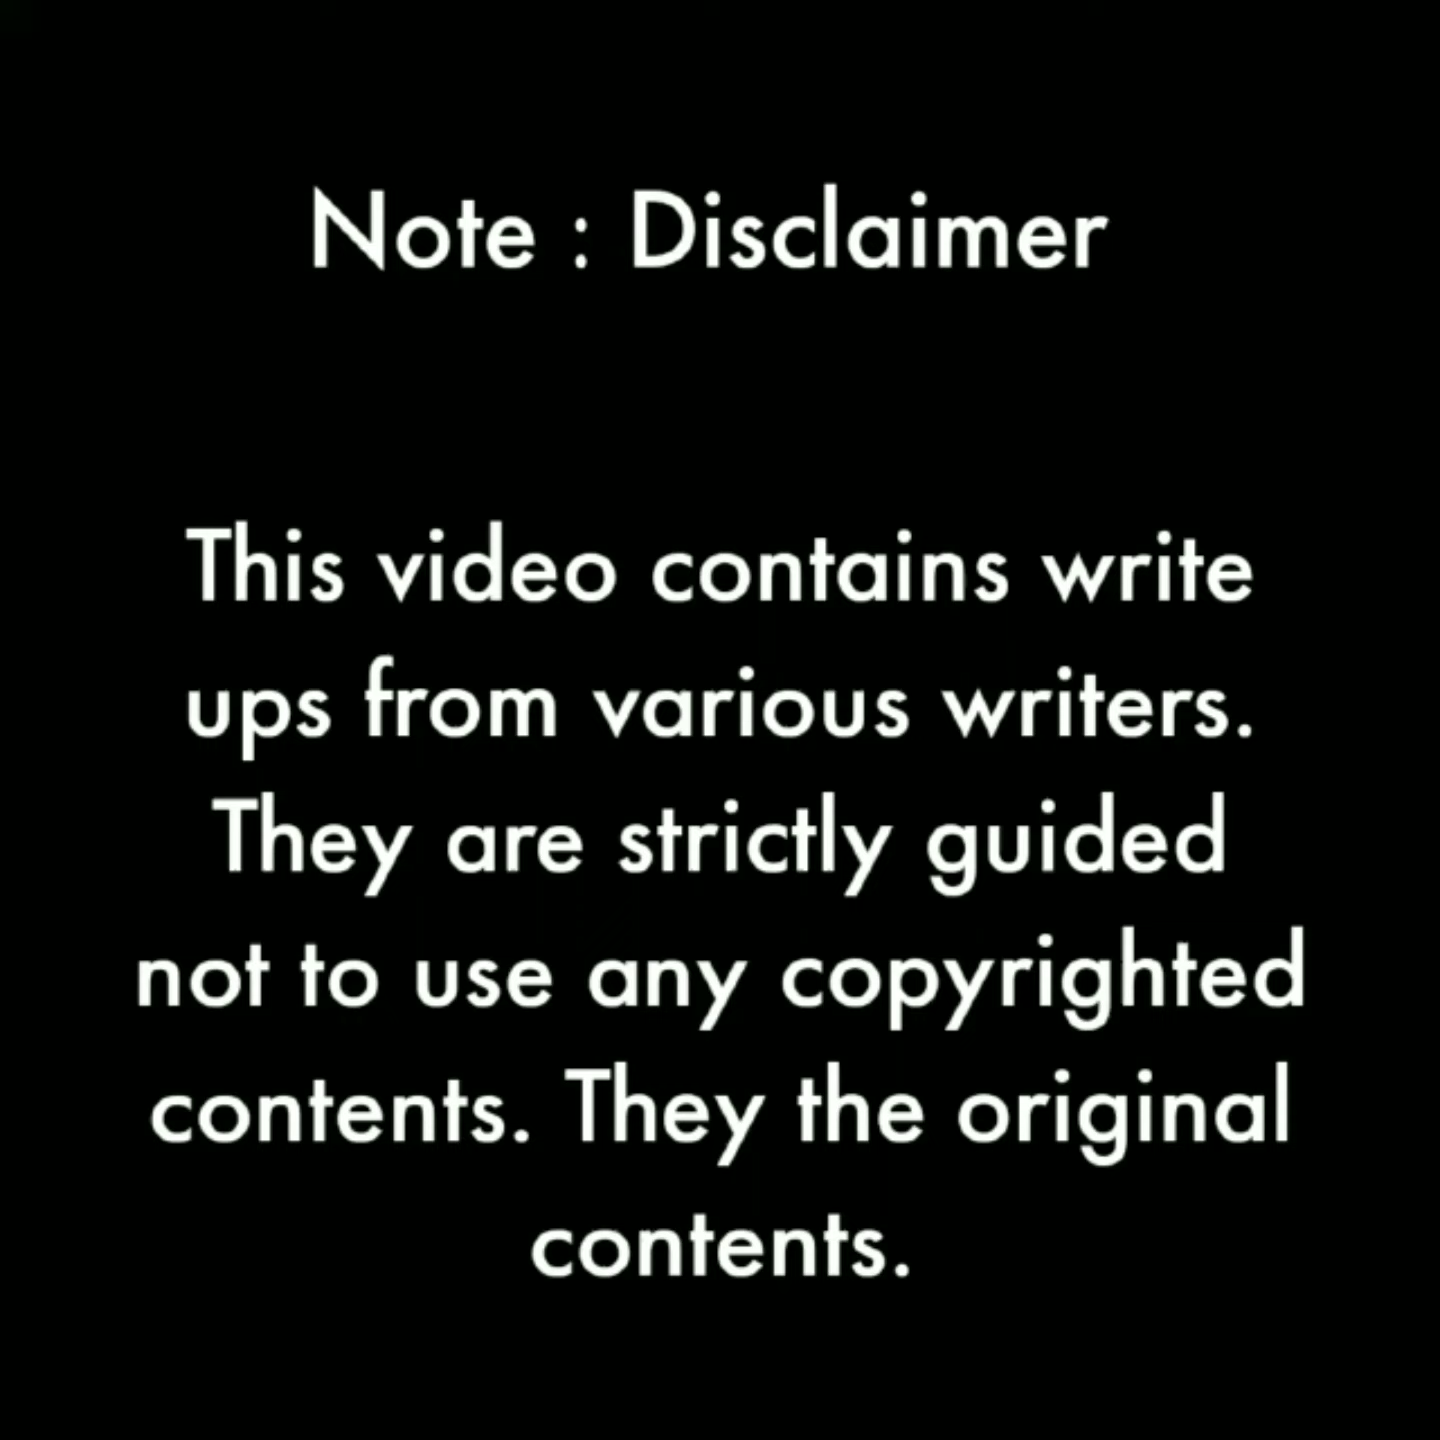 Note : Disclaimer
This video contains write
ups from various writers.
They are strictly guided
not to use any copyrighted
contents. They the original
contents.